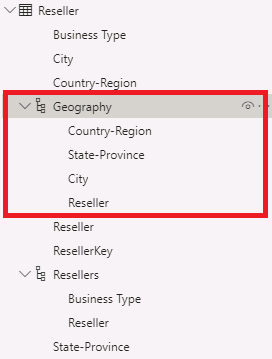 Reseller
Business Type
City
Country-Region
Geography
Country-Region
State-Province
City
Reseller
Reseller
ResellerKey
Resellers
Business Type
Reseller
State-Province